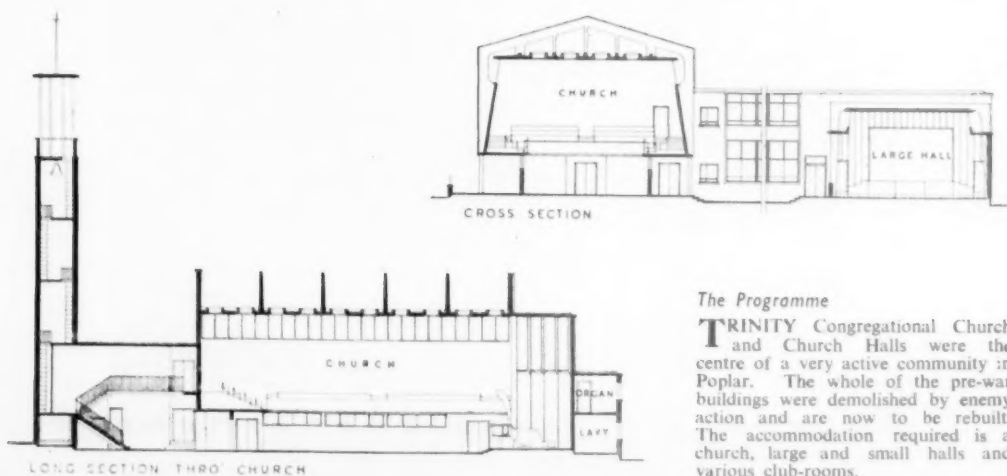 CHURCH
LARGE HALL
CROSS SECTION
CHURCH
ORGAN
LAVY
LONG SECTION THRO' CHURCH
The Programme
TRINITY Congregational Church
and Church Halls were the
centre of a very active community in
Poplar. The whole of the pre-war
buildings were demolished by enemy
action and are now to be rebuilt.
The accommodation required is a
church, large and small halls and
various club-rooms.